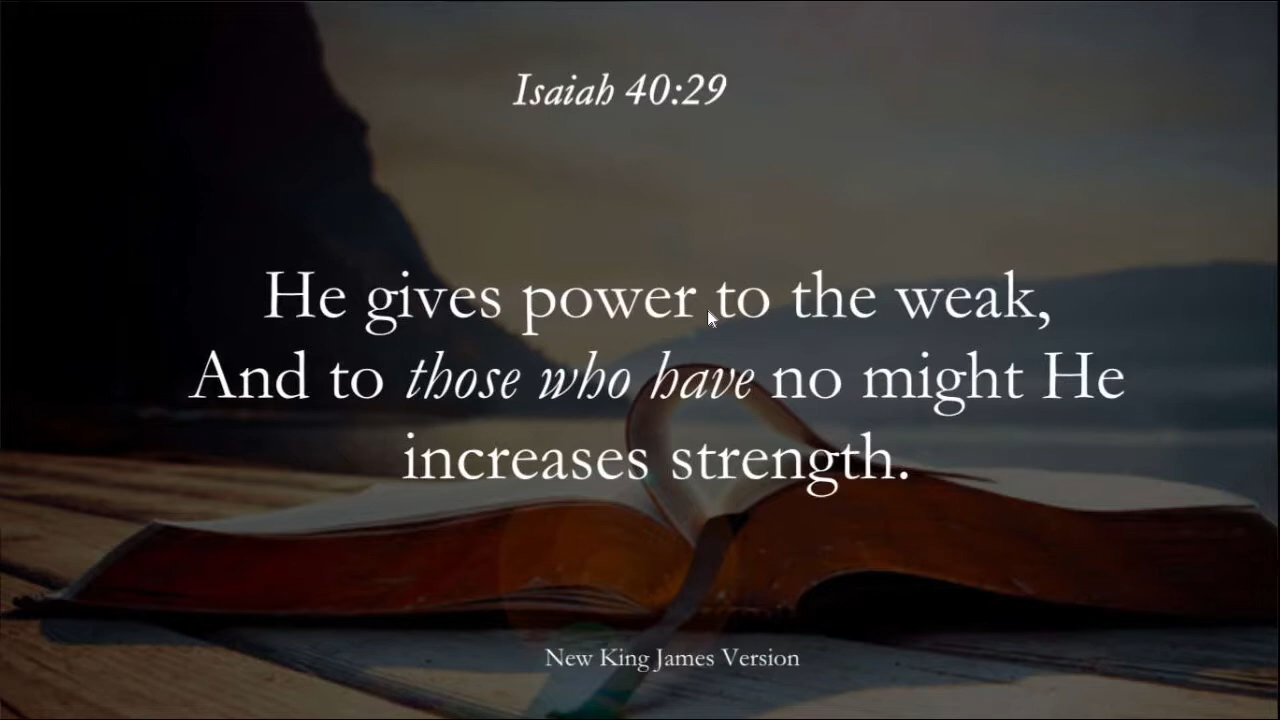 Isaiah 40:29
He gives power to the weak,
And to those who have no might He
increases strength.
New King James Version